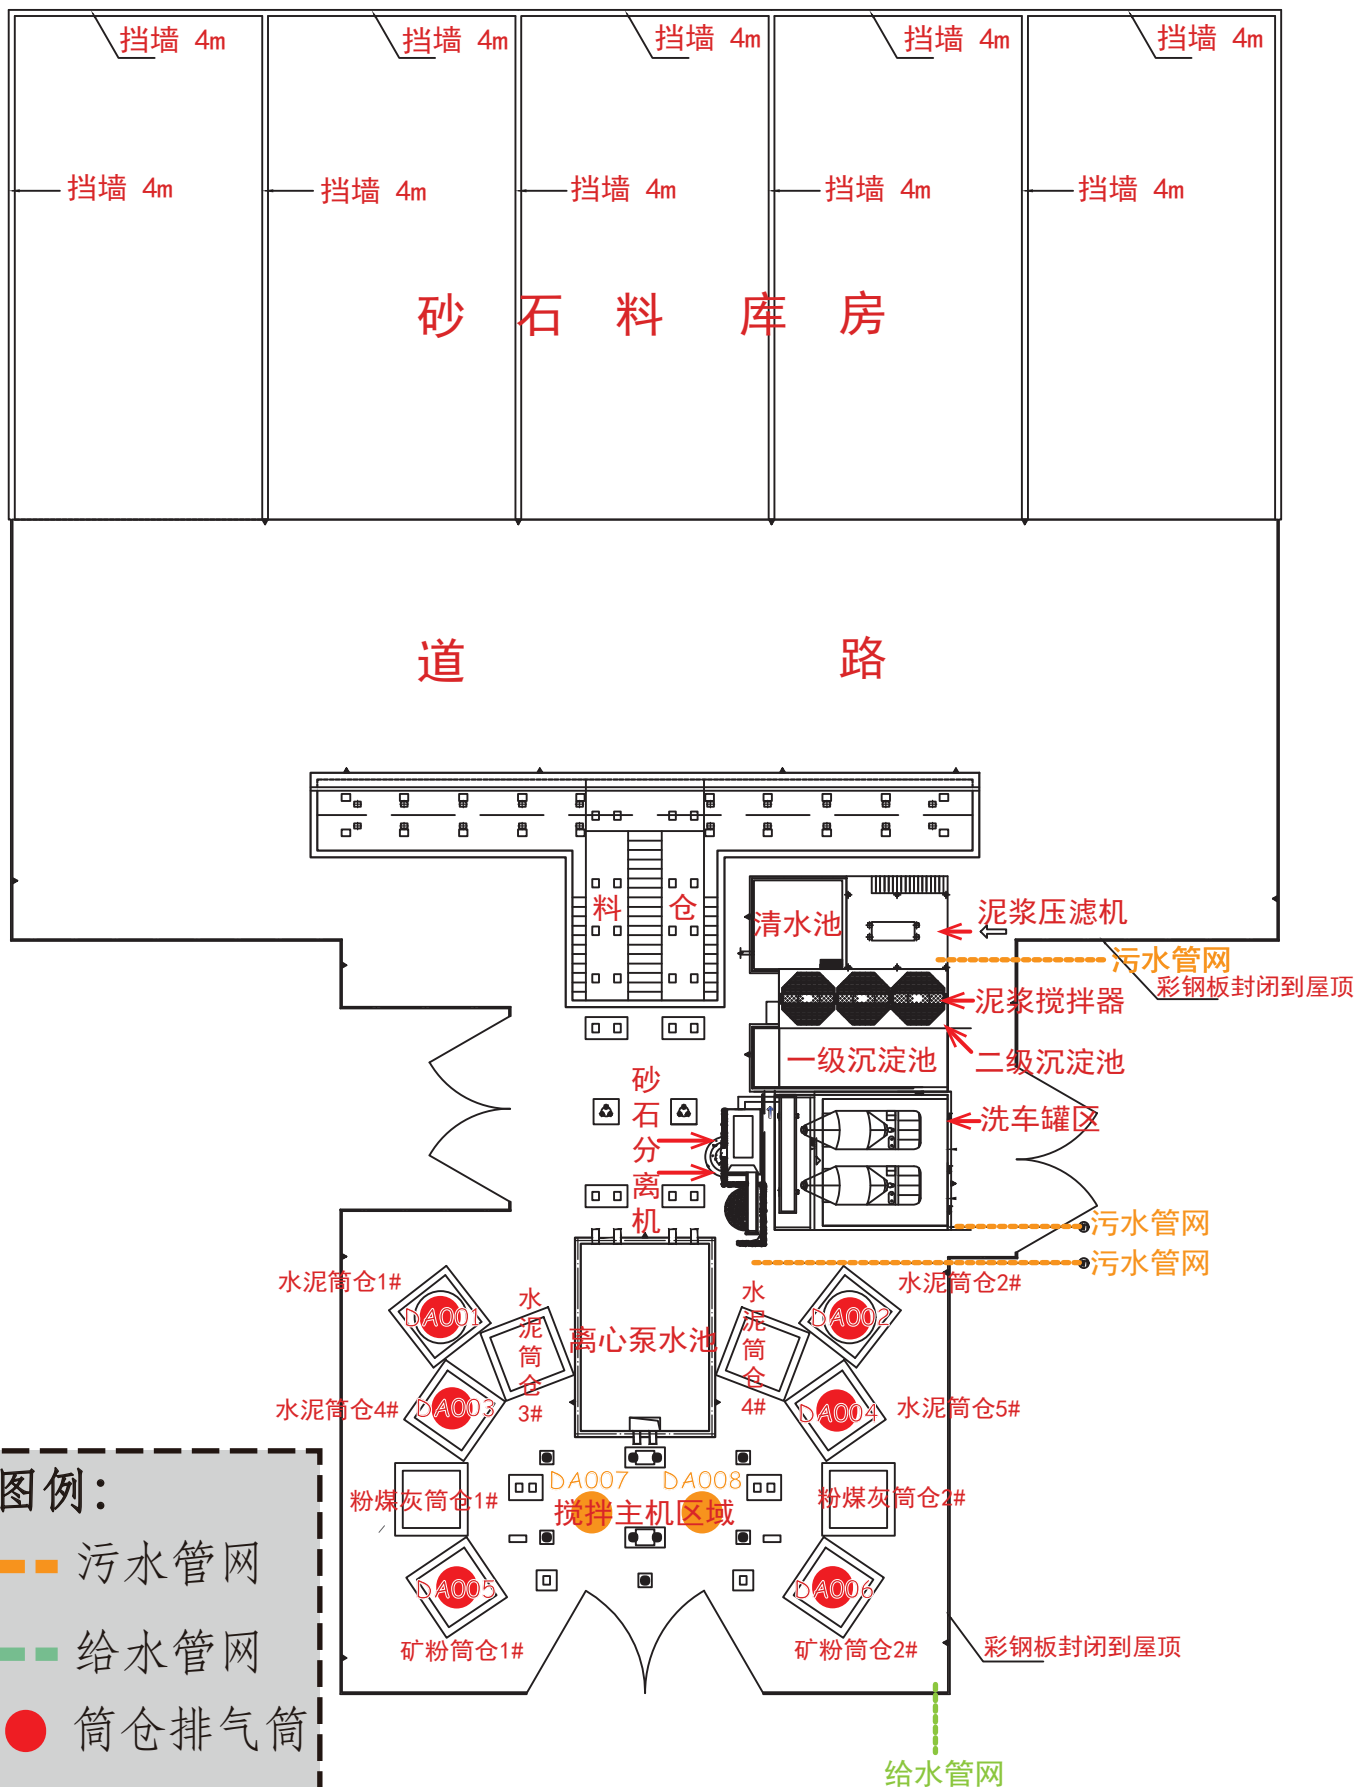 挡墙 4m
挡墙 4m
挡墙 4m
挡墙 4m
挡墙 4m
挡墙 4m
挡墙 4m
挡墙 4m
挡墙 4m
挡墙 4m
砂石料库房
道路
料仓
清水池
泥浆压滤机
污水管网
彩钢板封闭到屋顶
泥浆搅拌器
一级沉淀池
二级沉淀池
砂石分离机
洗车罐区
污水管网
污水管网
水泥筒仓1#
水泥筒仓2#
DA001
水泥筒仓3#
离心泵水池
水泥筒仓4#
DA002
水泥筒仓4#
DA003
DA004
水泥筒仓5#
DA007
DA008
粉煤灰筒仓1#
搅拌主机区域
粉煤灰筒仓2#
DA005
DA006
矿粉筒仓1#
矿粉筒仓2#
彩钢板封闭到屋顶
给水管网
图例：
污水管网
给水管网
筒仓排气筒